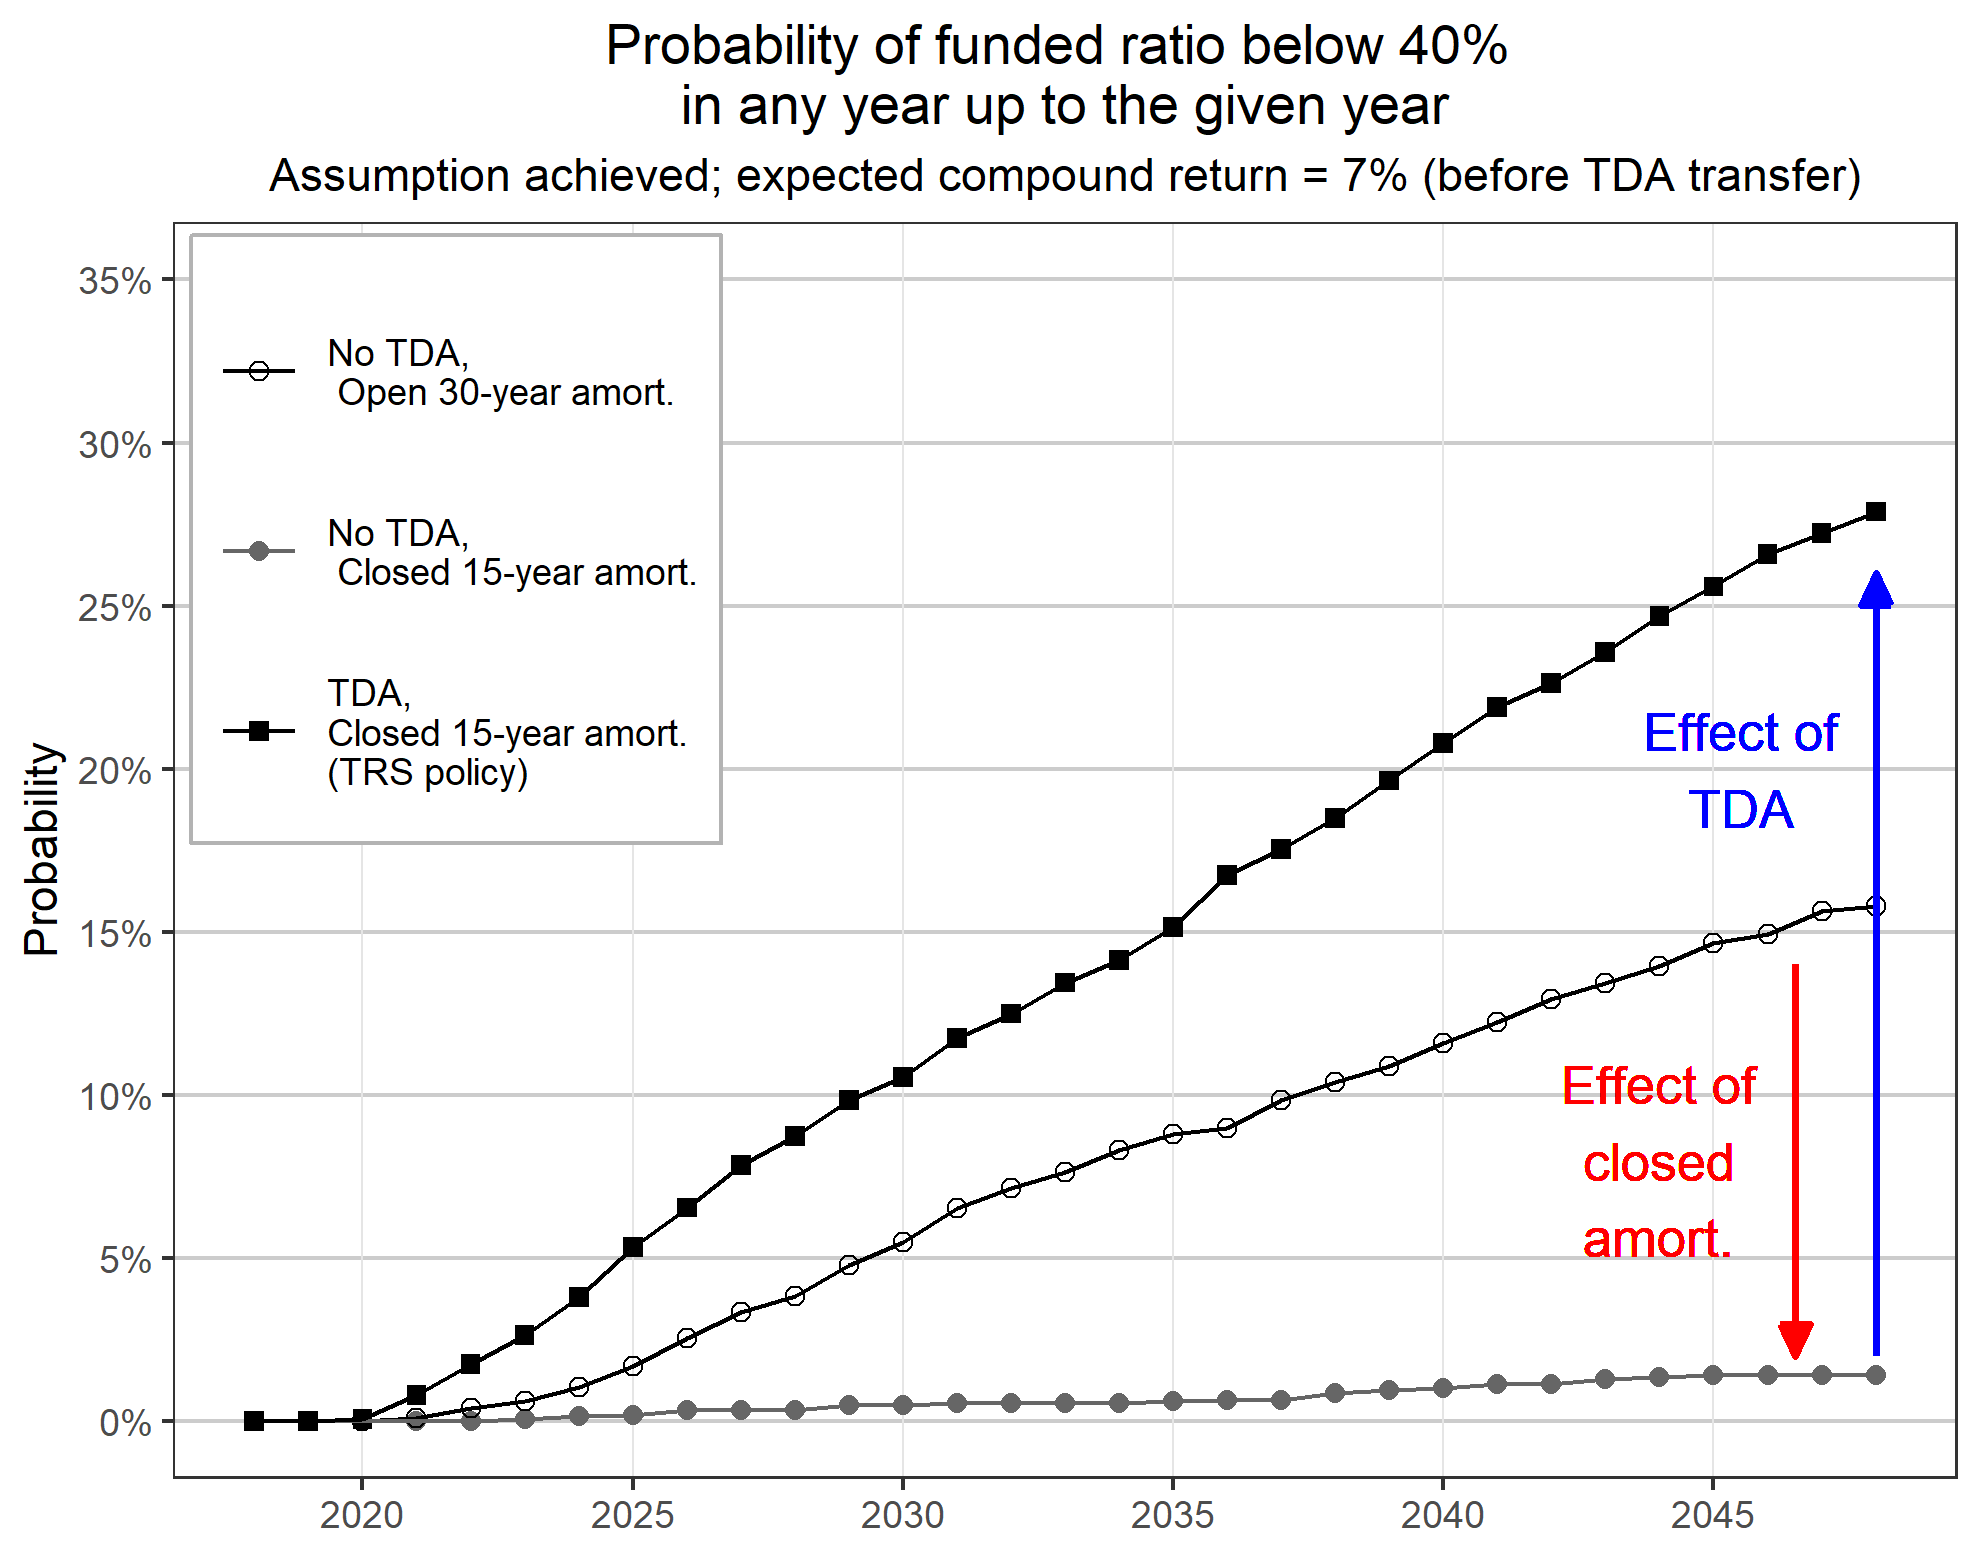 Probability of funded ratio below 40%
in any year up to the given year
Assumption achieved; expected compound return = 7% (before TDA transfer)
Probability
35%
30%
25%
20%
15%
10%
5%
0%
No TDA,
Open 30-year amort.
No TDA,
Closed 15-year amort.
TDA,
Closed 15-year amort.
(TRS policy)
Effect of
TDA
Effect of
closed
amort.
2020
2025
2030
2035
2040
2045